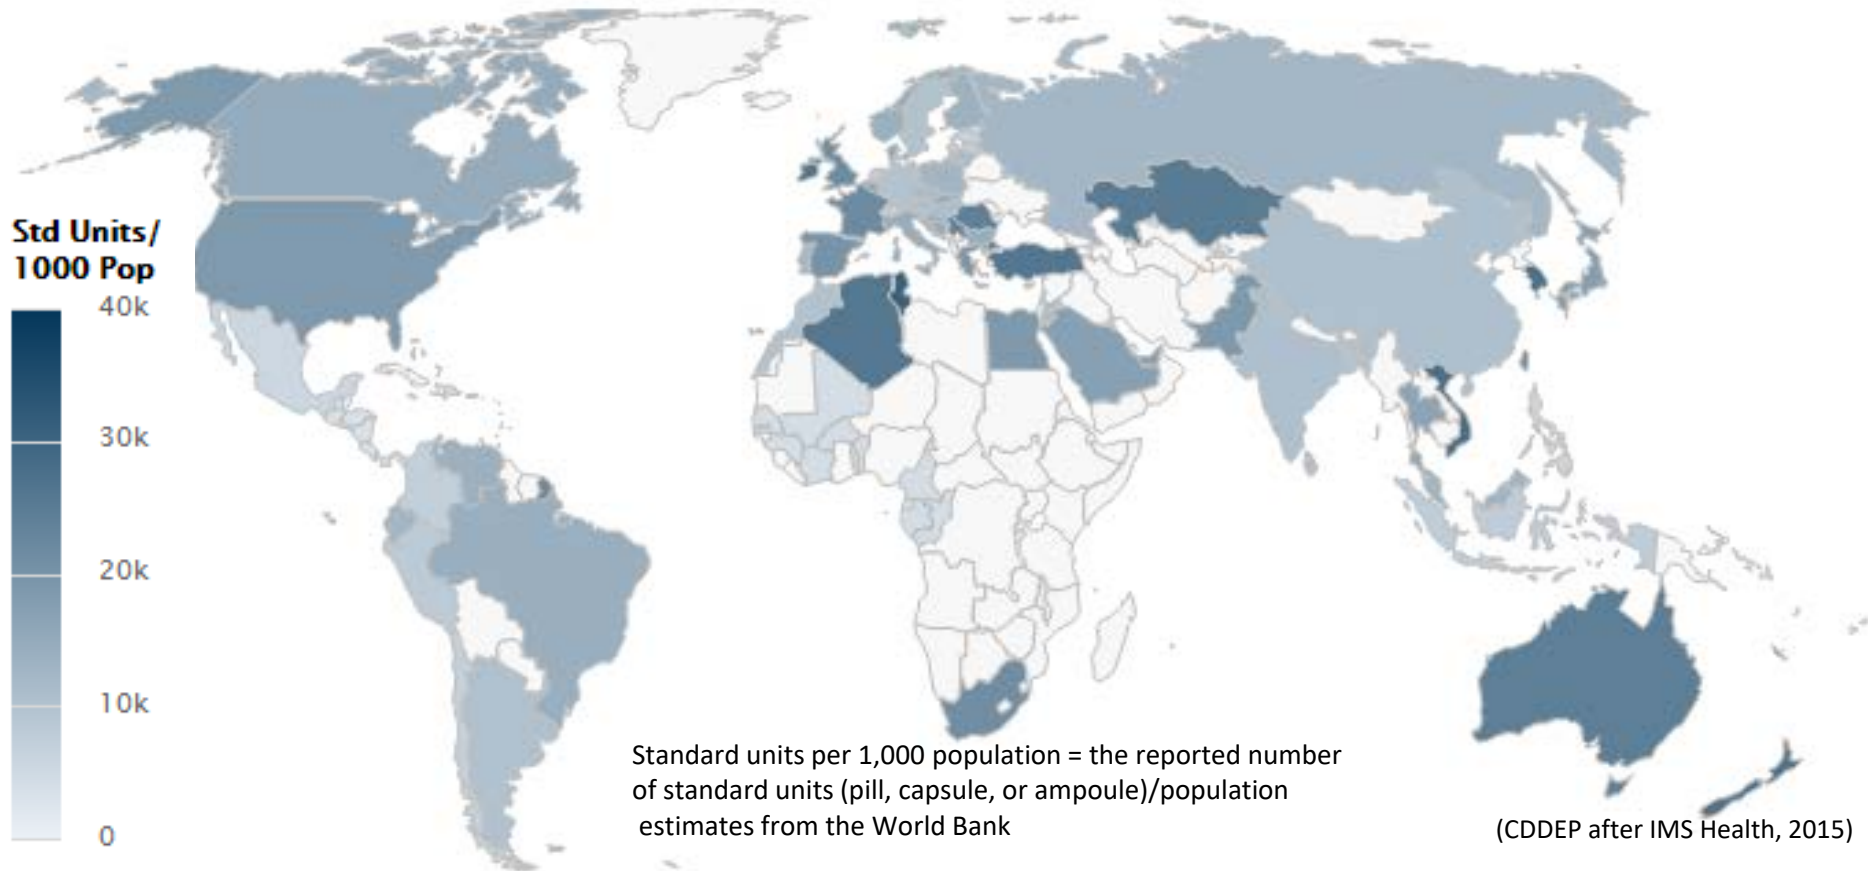 Std Units/
1000 Pop
40k
30k
20k
10k
0
Standard units per 1,000 population = the reported number
of standard units (pill, capsule, or ampoule)/population
estimates from the World Bank
(CDDEP after IMS Health, 2015)